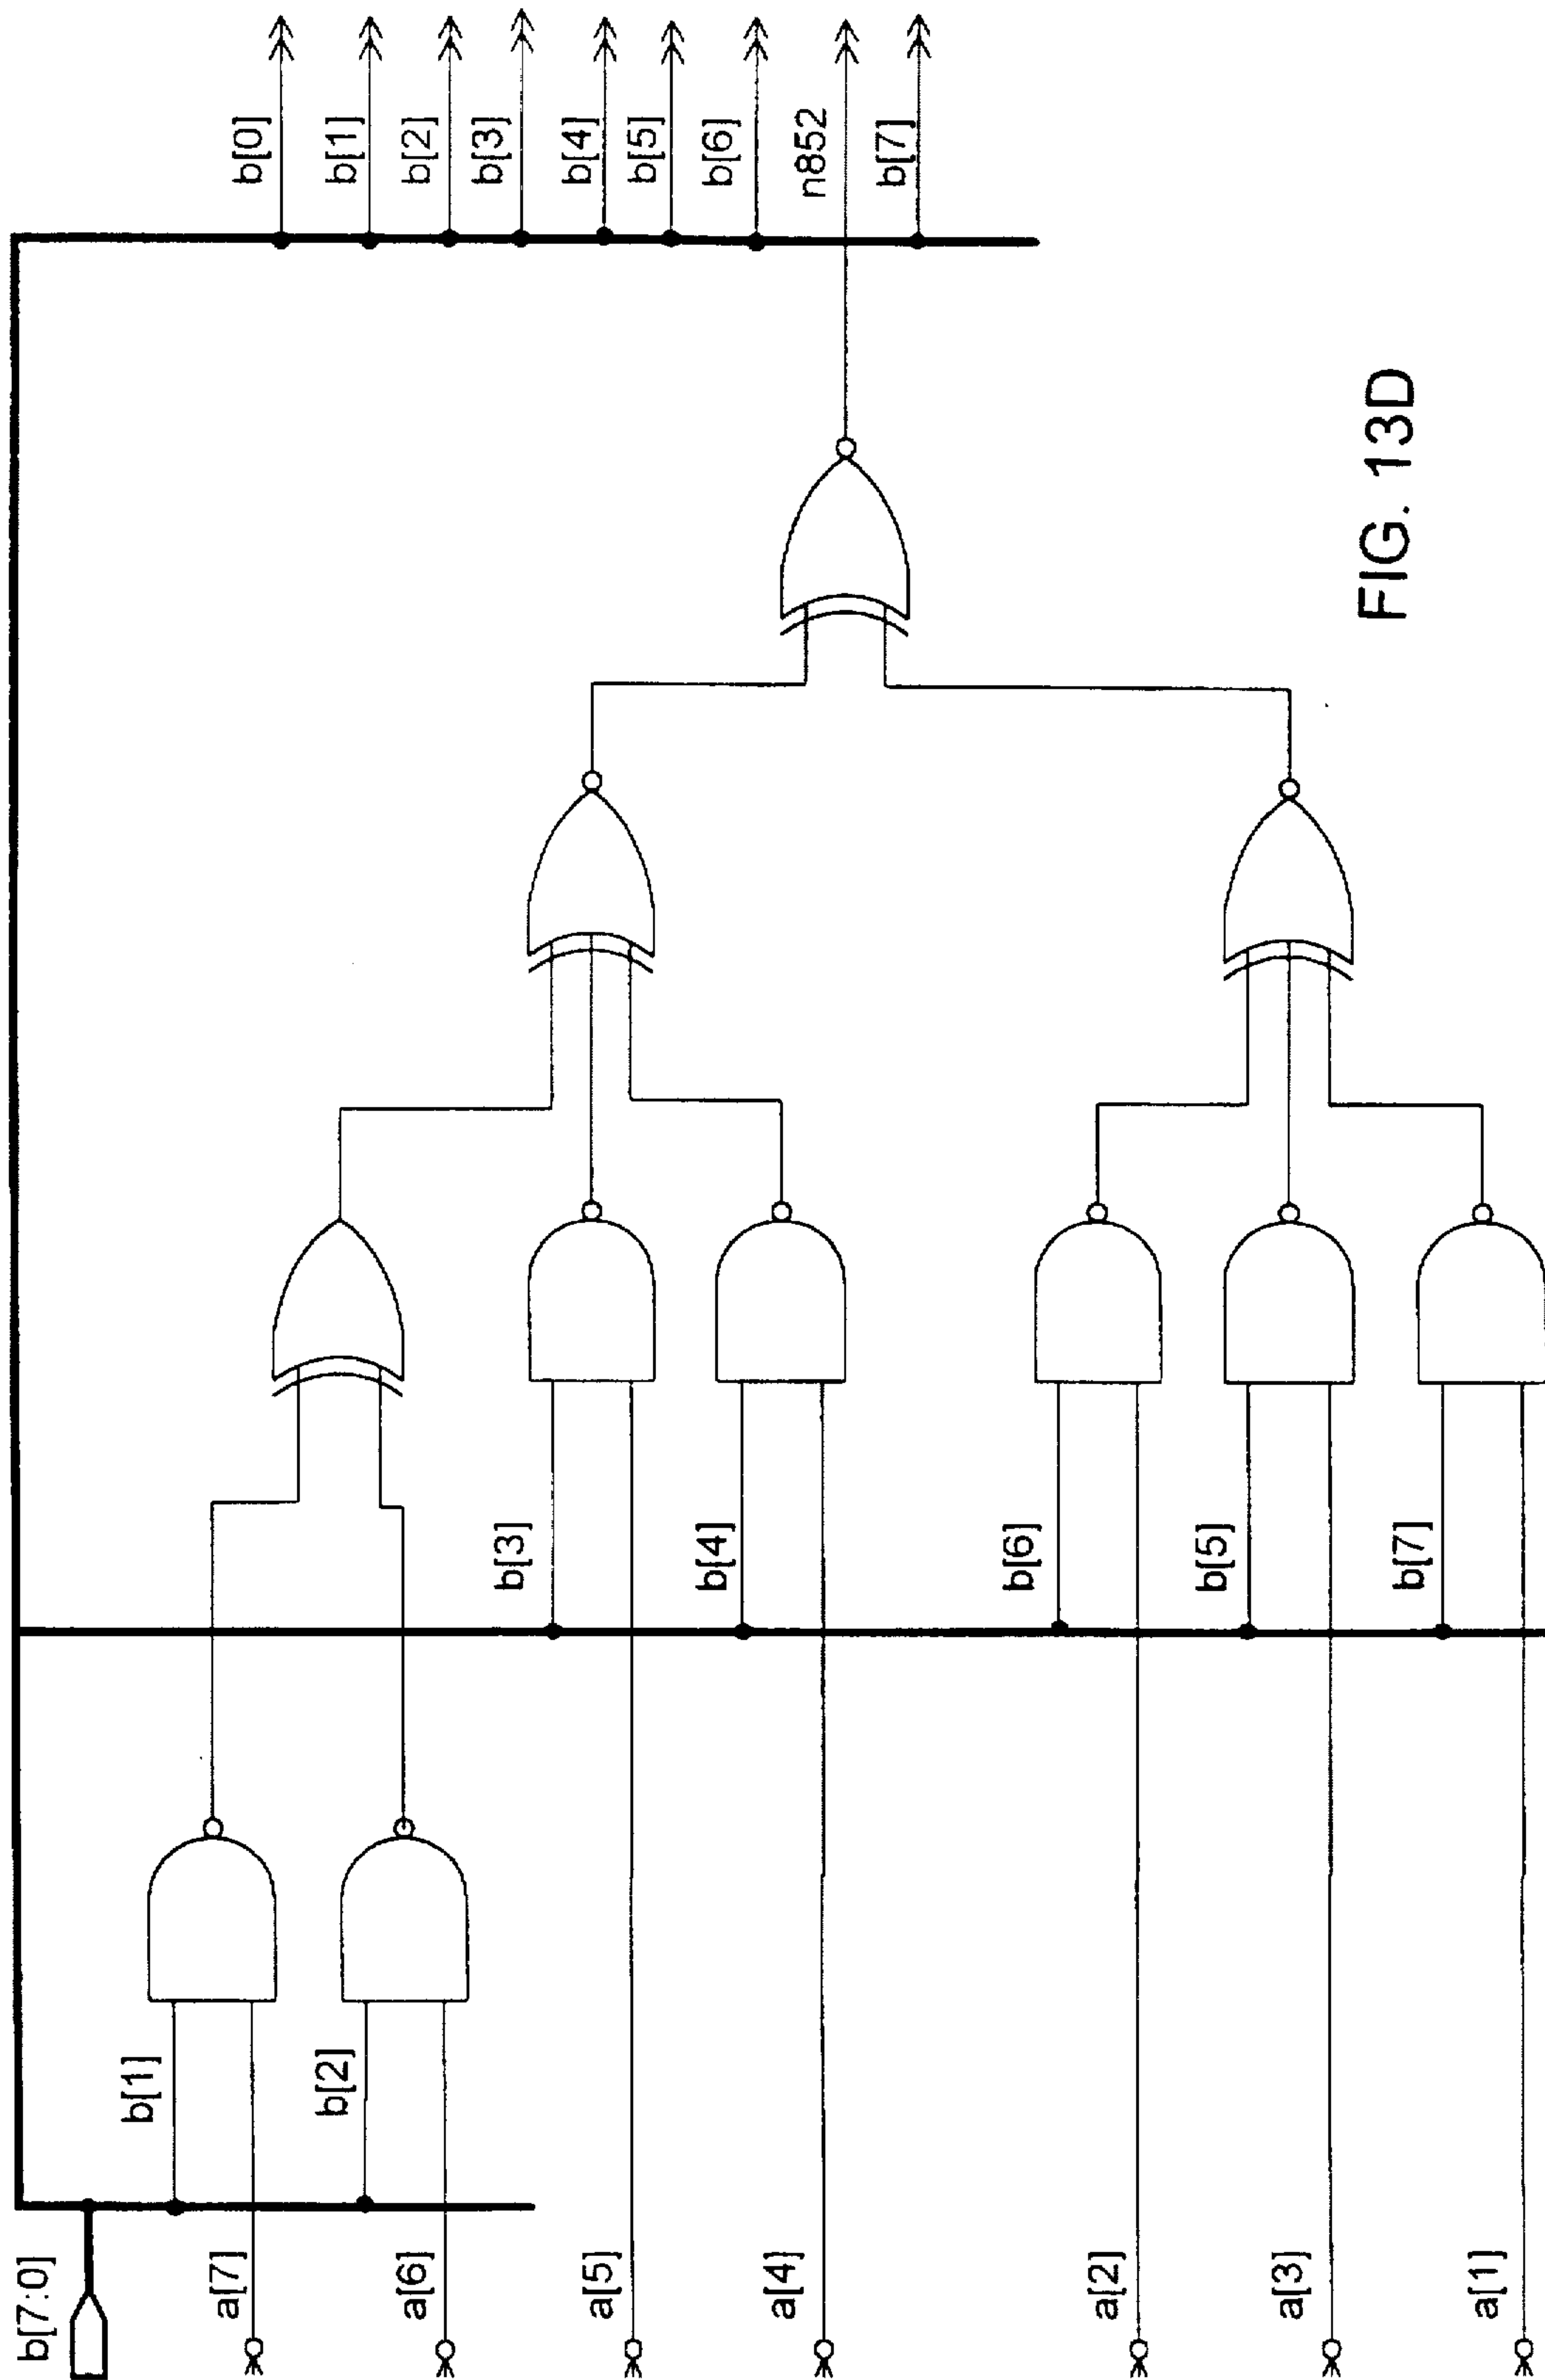 b[7:0]
a[7]
b[1]
a[6]
b[2]
a[5]
b[3]
a[4]
b[4]
a[2]
b[6]
a[3]
b[5]
a[1]
b[7]
b[0]
b[1]
b[2]
b[3]
b[4]
b[5]
b[6]
n852
b[7]
FIG. 13D